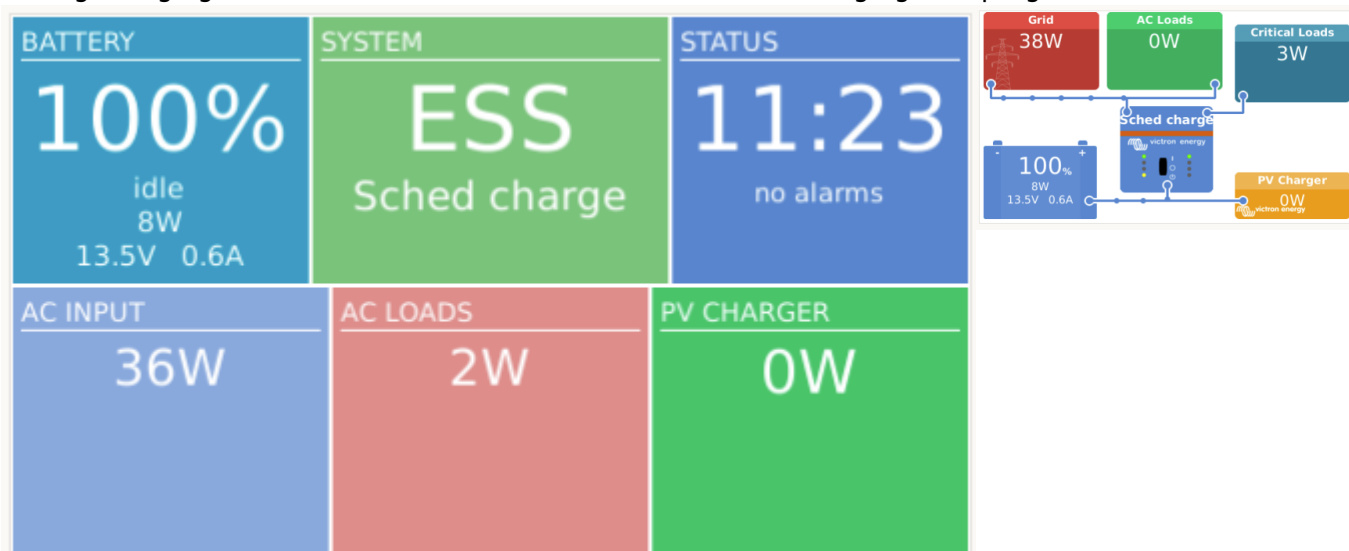 BATTERY
100%
idle
8W
13.5V 0.6A
SYSTEM
ESS
Sched charge
STATUS
11:23
no alarms
AC INPUT
36W
AC LOADS
2W
PV CHARGER
0W
Grid
38W
AC Loads
0W
Critical Loads
3W
Sched charge
victron energy
- +
100%
8W
13.5V 0.6A
PV Charger
0W
victron energy